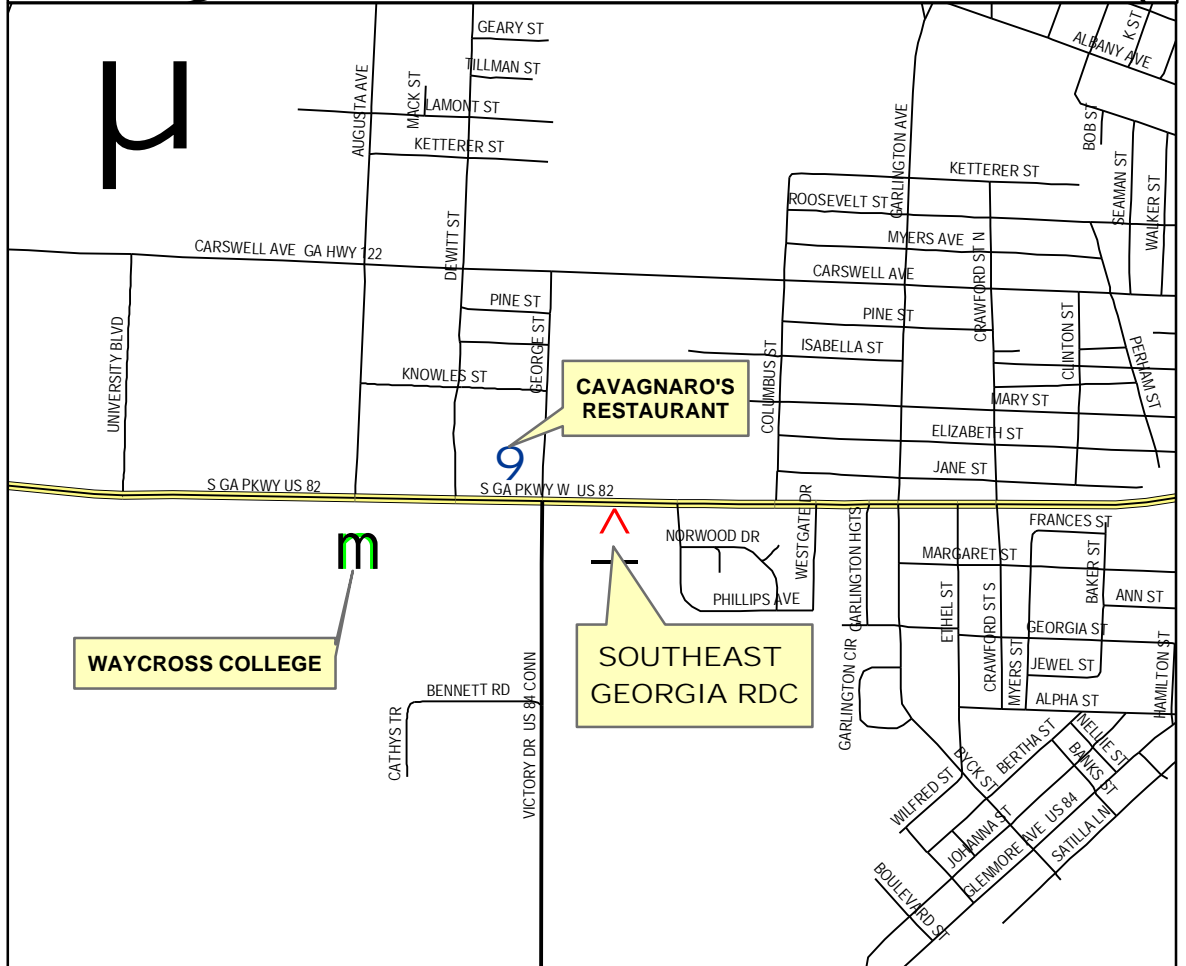 µ
GEARY ST
TILLMAN ST
MACK ST
LAMONT ST
AUGUSTA AVE
KETTERER ST
DEWITT ST
CARSWELL AVE GA HWY 122
UNIVERSITY BLVD
PINE ST
GEORGE ST
KNOWLES ST
K ST
ALBANY AVE
BOB ST
SEAMAN ST
WALKER ST
GARLINGTON AVE
KETTERER ST
ROOSEVELT ST
MYERS AVE
CRAWFORD ST N
CARSWELL AVE
PINE ST
ISABELLA ST
COLUMBUS ST
CLINTON ST
PERHAM ST
MARY ST
ELIZABETH ST
JANE ST
CAVAGNARO'S
RESTAURANT
9
S GA PKWY US 82
S GA PKWY W US 82
m
WAYCROSS COLLEGE
^
SOUTHEAST
GEORGIA RDC
NORWOOD DR
PHILLIPS AVE
WESTGATE DR
GARLINGTON HGTS
GARLINGTON CIR
BENNETT RD
CATHYS TR
VICTORY DR US 84 CONN
FRANCES ST
MARGARET ST
BAKER ST
ANN ST
ETHEL ST
CRAWFORD ST S
MYERS ST
GEORGIA ST
JEWEL ST
ALPHA ST
HAMILTON ST
BYCK ST
BERTHA ST
NELLIE ST
BANKS ST
WILFRED ST
JOHANNA ST
GLENMORE AVE US 84
SATILLA LN
BOULEVARD ST